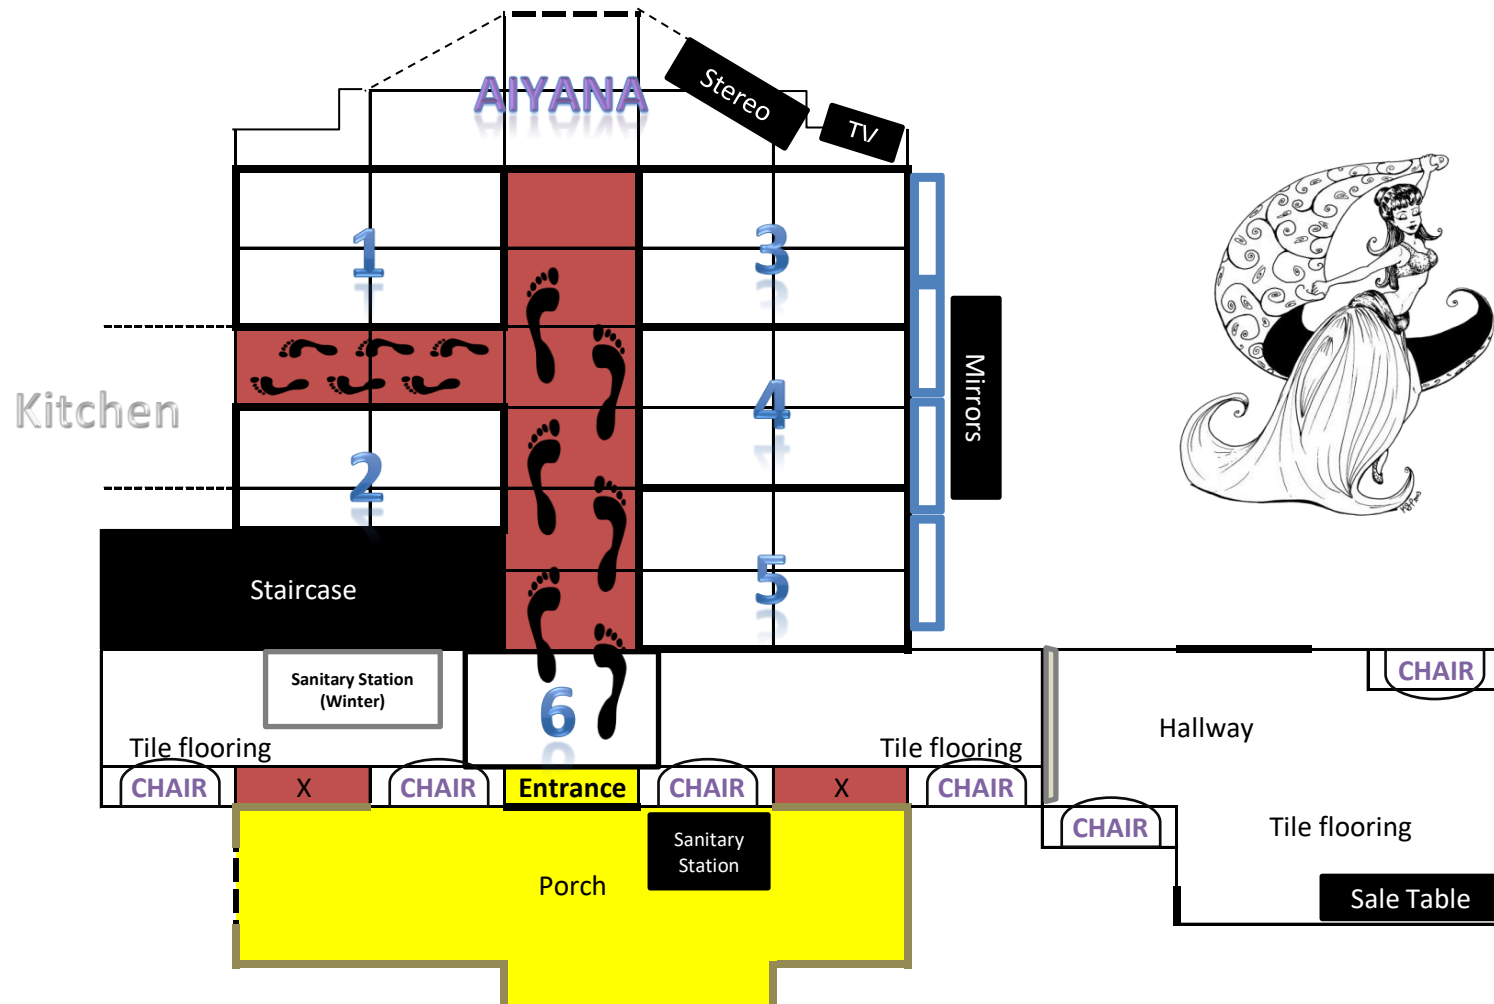 AIYANA
Stereo
TV
1
3
Kitchen
4
Mirrors
2
5
Staircase
Sanitary Station
(Winter)
6
CHAIR
Hallway
Tile flooring
Tile flooring
CHAIR
X
CHAIR
Entrance
CHAIR
X
CHAIR
CHAIR
Tile flooring
Sanitary
Station
Porch
Sale Table